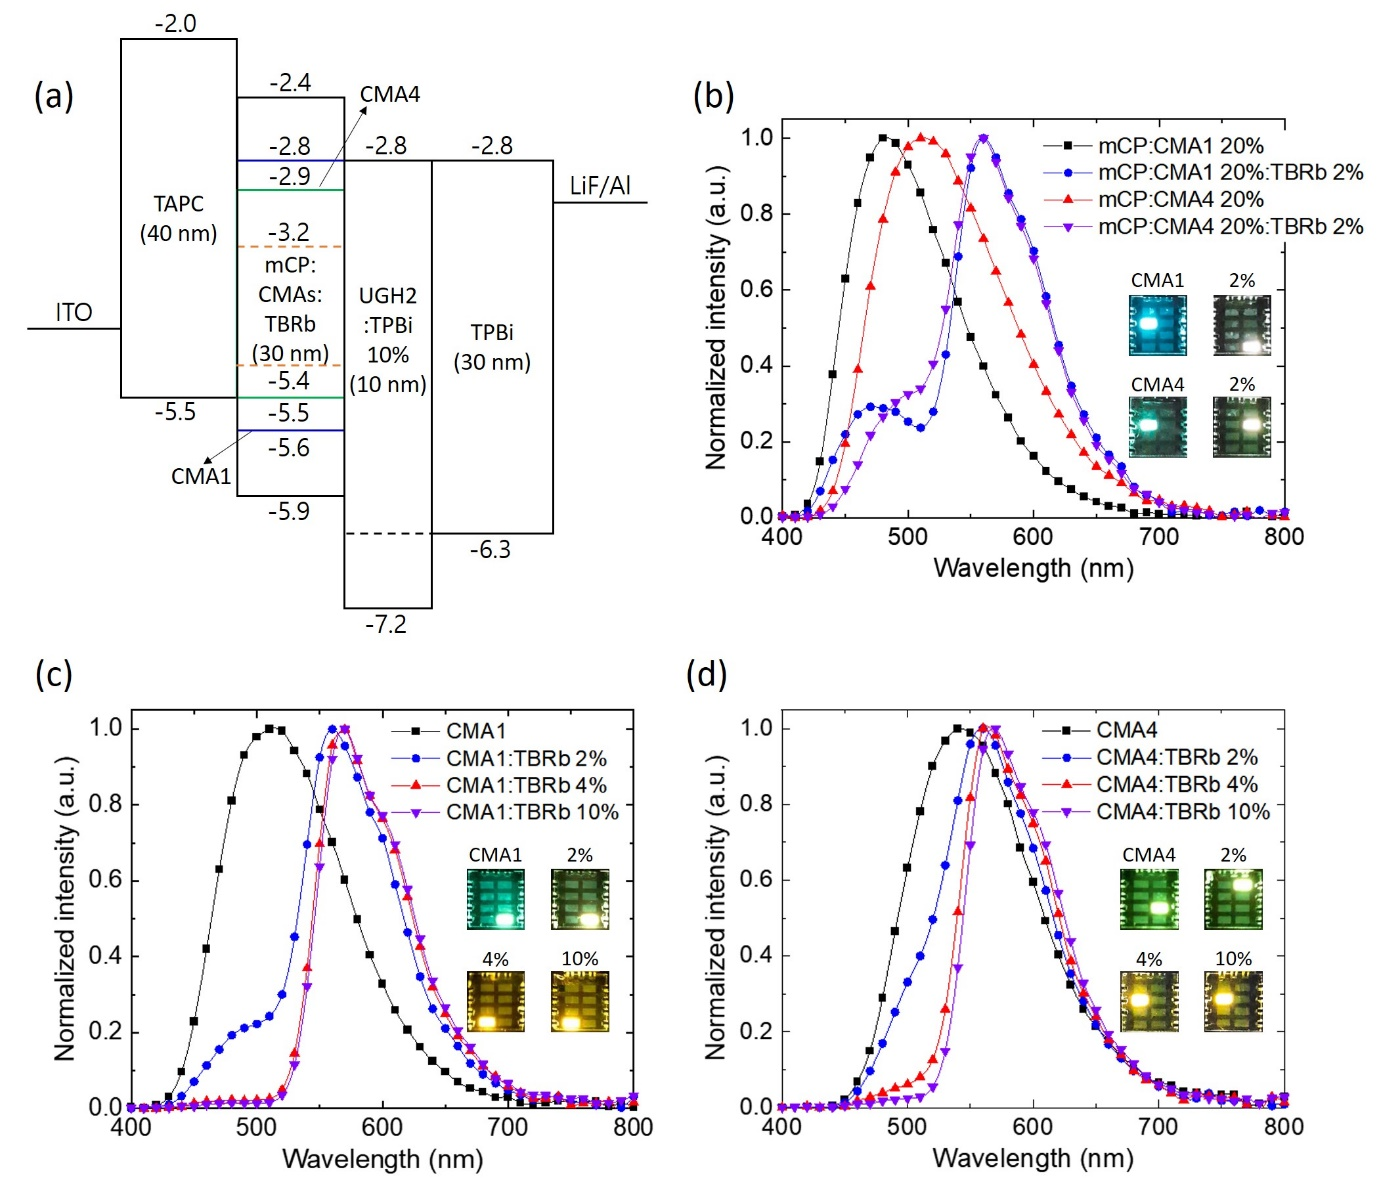 (a)
-2.0
-2.4
CMA4
-2.8
-2.8
-2.8
-2.9
LiF/Al
TAPC
(40 nm)
-3.2
mCP:
CMAs:
TBRb
(30 nm)
UGH2
:TPBi
10%
(10 nm)
TPBi
(30 nm)
ITO
-5.4
-5.5
-5.5
-5.6
CMA1
-5.9
-6.3
-7.2
(b)
Normalized intensity (a.u.)
1.0
0.8
0.6
0.4
0.2
0.0
mCP:CMA1 20%
mCP:CMA1 20%:TBRb 2%
mCP:CMA4 20%
mCP:CMA4 20%:TBRb 2%
CMA1 2%
CMA4 2%
400 500 600 700 800
Wavelength (nm)
(c)
Normalized intensity (a.u.)
1.0
0.8
0.6
0.4
0.2
0.0
CMA1
CMA1:TBRb 2%
CMA1:TBRb 4%
CMA1:TBRb 10%
CMA1 2%
4% 10%
400 500 600 700 800
Wavelength (nm)
(d)
Normalized intensity (a.u.)
1.0
0.8
0.6
0.4
0.2
0.0
CMA4
CMA4:TBRb 2%
CMA4:TBRb 4%
CMA4:TBRb 10%
CMA4 2%
4% 10%
400 500 600 700 800
Wavelength (nm)